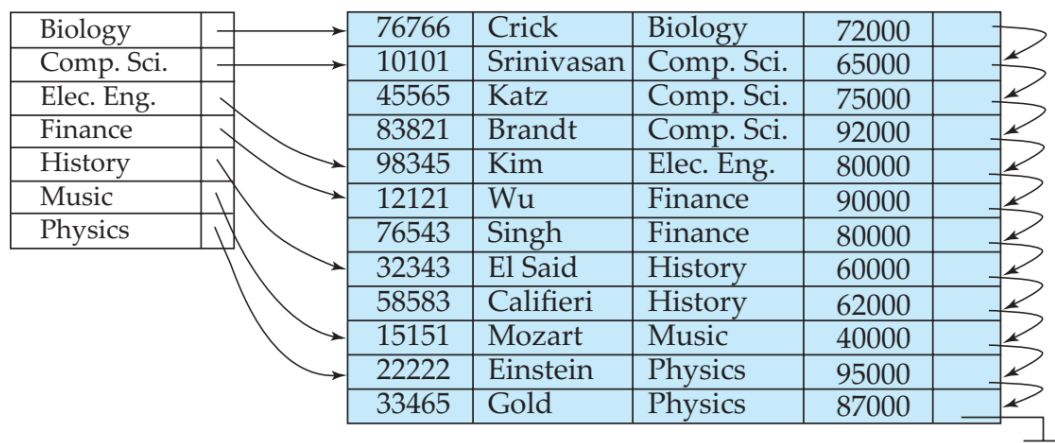 Biology
Comp. Sci.
Elec. Eng.
Finance
History
Music
Physics
76766 Crick Biology 72000
10101 Srinivasan Comp. Sci. 65000
45565 Katz Comp. Sci. 75000
83821 Brandt Comp. Sci. 92000
98345 Kim Elec. Eng. 80000
12121 Wu Finance 90000
76543 Singh Finance 80000
32343 El Said History 60000
58583 Califieri History 62000
15151 Mozart Music 40000
22222 Einstein Physics 95000
33465 Gold Physics 87000